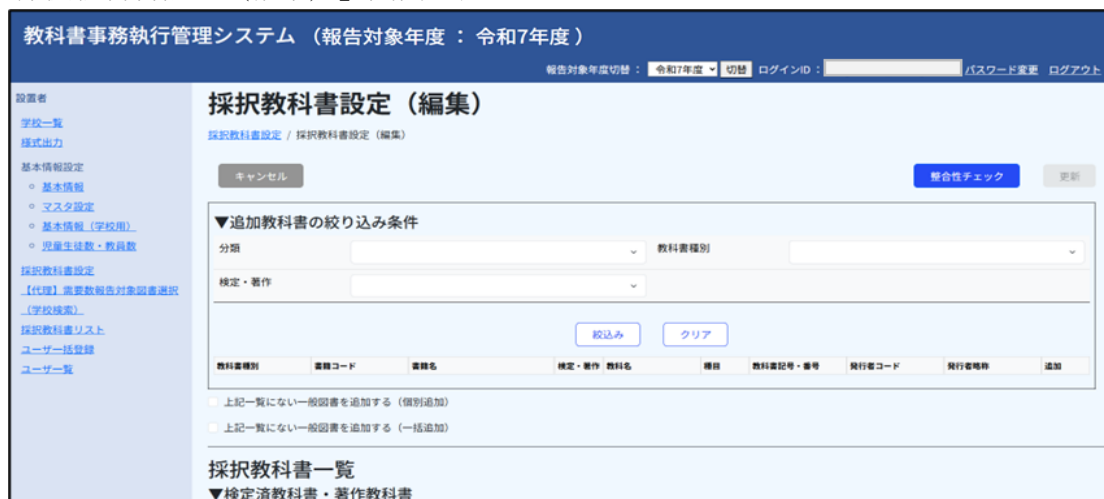 教科書事務執行管理システム （報告対象年度 ： 令和7年度 ）
報告対象年度切替 ： 令和7年度 切替 ログインID ： パスワード変更 ログアウト
設置者
学校一覧
様式出力
基本情報設定
基本情報
マスタ設定
基本情報（学校用）
児童生徒数・教員数
採択教科書設定
【代理】需要数報告対象図書選択
（学校検索）
採択教科書リスト
ユーザー括登録
ユーザ一覧
採択教科書設定（編集）
採択教科書設定 / 採択教科書設定（編集）
キャンセル 整合性チェック 更新
▼追加教科書の絞り込み条件
分類 教科書種別
検定・著作
絞込み クリア
教科書種別 書籍コード 書籍名 検定・著作 教科名 種目 教科書記号・番号 発行者コード 発行者略称 追加
上記一覧にない一般図書を追加する（個別追加）
上記一覧にない一般図書を追加する（一括追加）
採択教科書一覧
▼検定済教科書・著作教科書